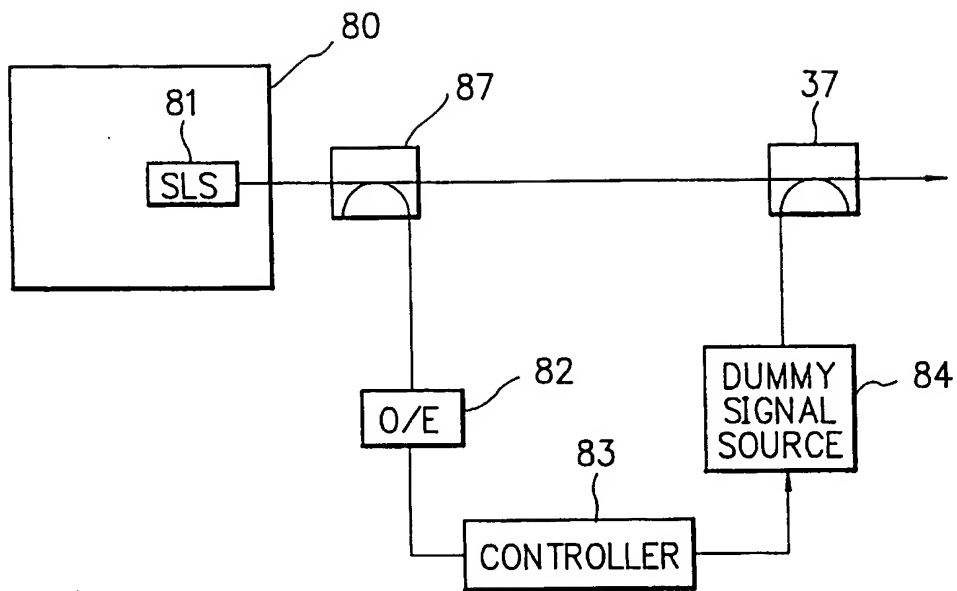 80
81
87
37
SLS
82
O/E
DUMMY
SIGNAL
SOURCE
84
83
CONTROLLER